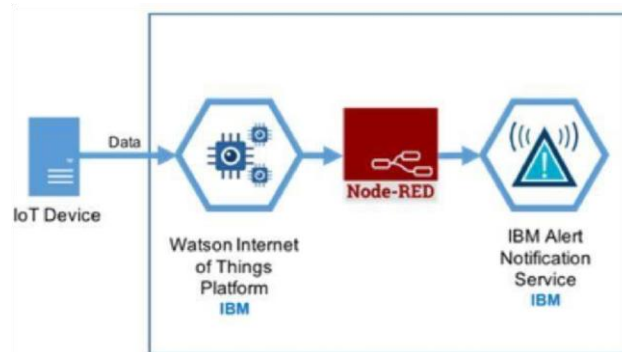 Data
IoT Device
Watson Internet
of Things
Platform
IBM
Node-RED
IBM Alert
Notification
Service
IBM